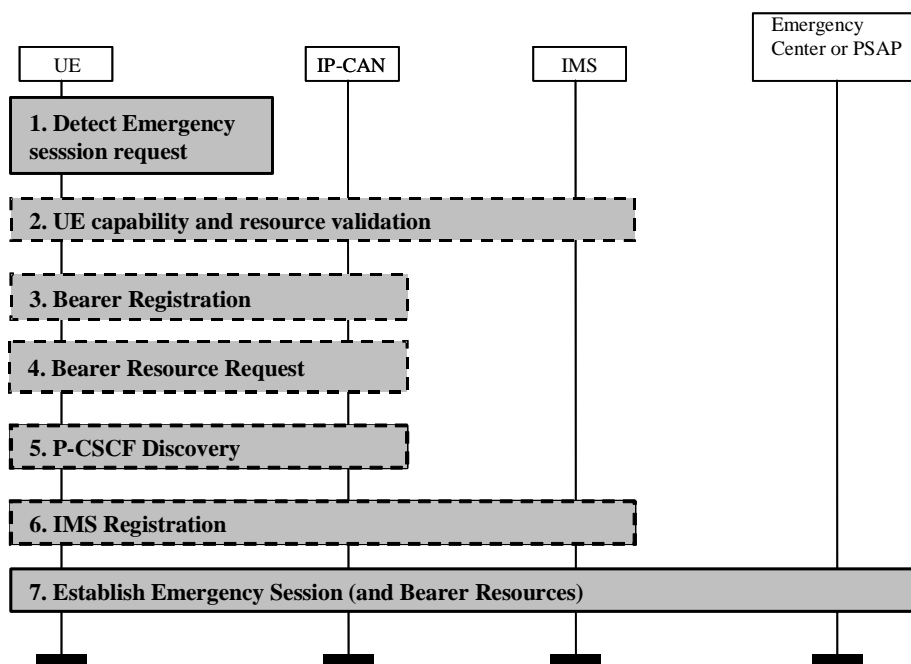 Emergency
Center or PSAP
UE
IP-CAN
IMS
1. Detect Emergency
sesssion request
2. UE capability and resource validation
3. Bearer Registration
4. Bearer Resource Request
5. P-CSCF Discovery
6. IMS Registration
7. Establish Emergency Session (and Bearer Resources)